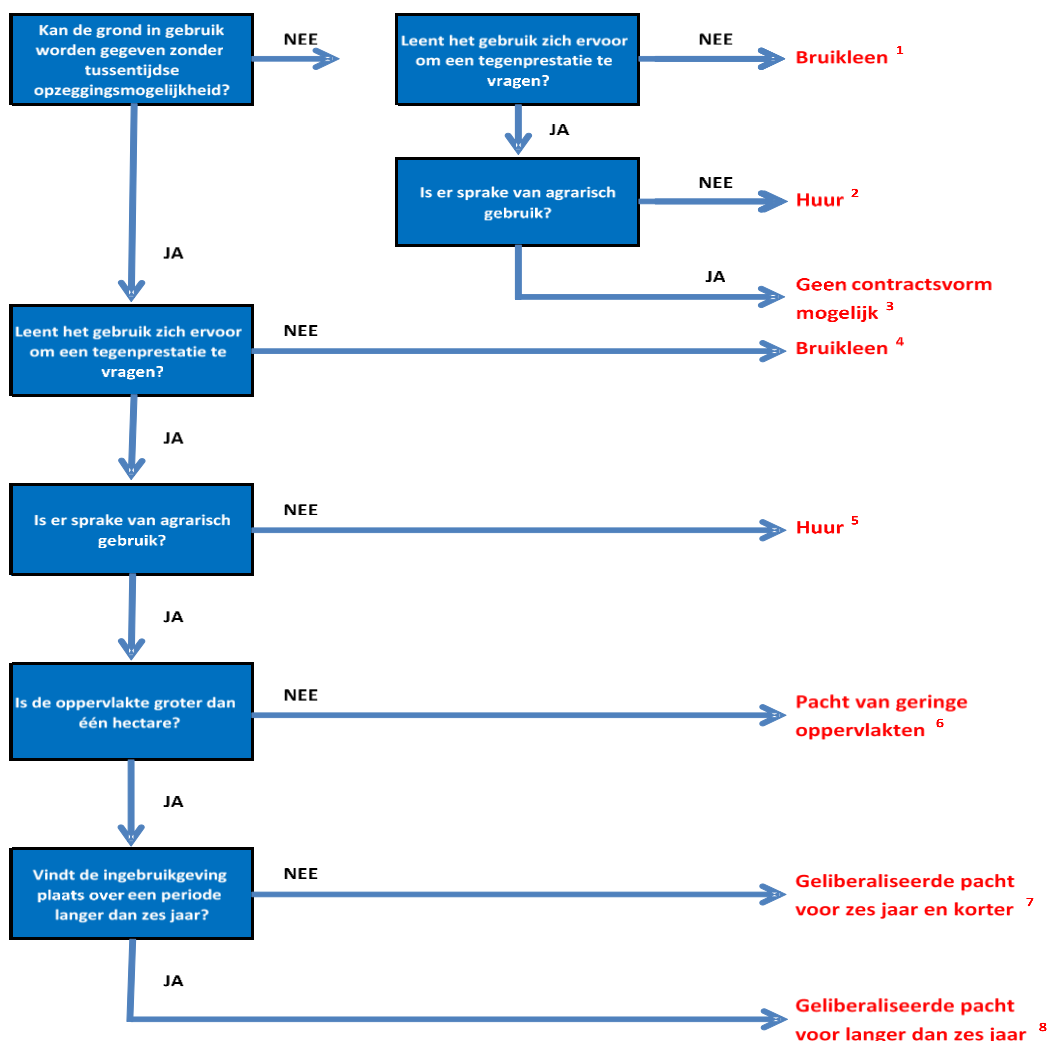 Kan de grond in gebruik
worden gegeven zonder
tussentijdse
opzeggingsmogelijkheid?
NEE
Leent het gebruik zich ervoor
om een tegenprestatie te
vragen?
NEE
Bruikleen 1
JA
Is er sprake van agrarisch
gebruik?
NEE
Huur 2
JA
Geen contractsvorm
mogelijk 3
JA
Leent het gebruik zich ervoor
om een tegenprestatie te
vragen?
NEE
Bruikleen 4
JA
Is er sprake van agrarisch
gebruik?
NEE
Huur 5
JA
Is de oppervlakte groter dan
één hectare?
NEE
Pacht van geringe
oppervlakten 6
JA
Vindt de ingebruikgeving
plaats over een periode
langer dan zes jaar?
NEE
Geliberaliseerde pacht
voor zes jaar en korter 7
JA
Geliberaliseerde pacht
voor langer dan zes jaar 8